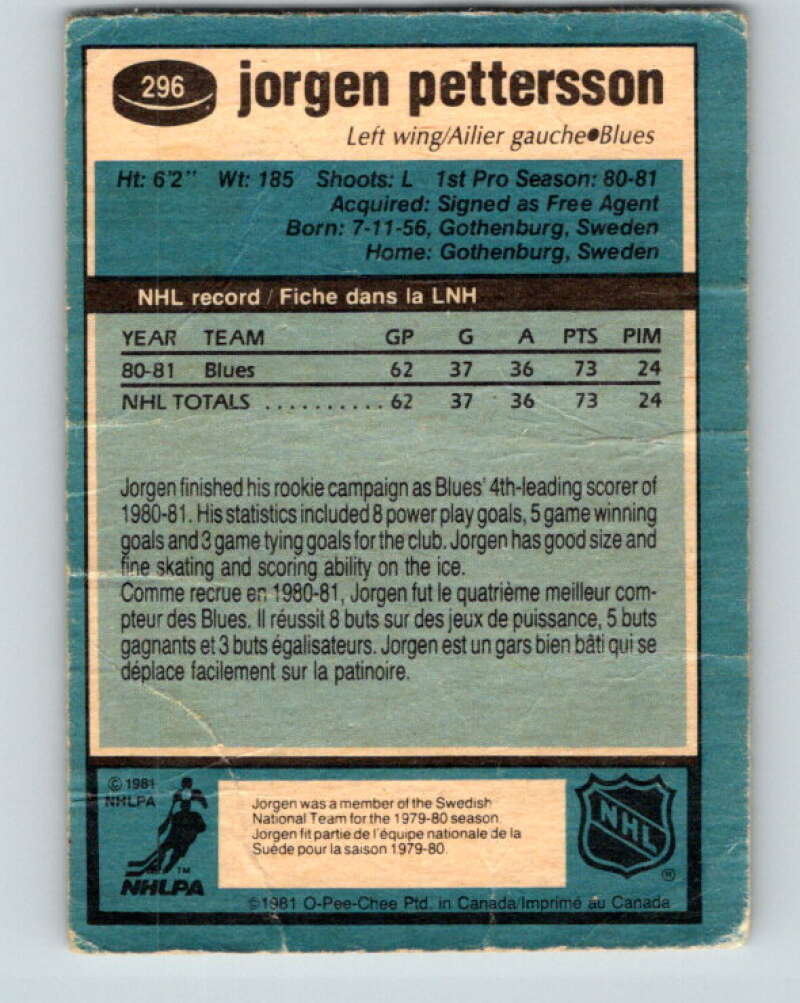 296 jorgen pettersson
Left wing/Ailier gauche●Blues
Ht: 6'2" Wt: 185 Shoots: L 1st Pro Season: 80-81
Acquired: Signed as Free Agent
Born: 7-11-56, Gothenburg, Sweden
Home: Gothenburg, Sweden
NHL record / Fiche dans la LNH
YEAR TEAM GP G A PTS PIM
80-81 Blues 62 37 36 73 24
NHL TOTALS .......... 62 37 36 73 24
Jorgen finished his rookie campaign as Blues' 4th-leading scorer of
1980-81. His statistics included 8 power play goals, 5 game winning
goals and 3 game tying goals for the club. Jorgen has good size and
fine skating and scoring ability on the ice.
Comme recrue en 1980-81, Jorgen fut le quatrième meilleur com-
pteur des Blues. Il réussit 8 buts sur des jeux de puissance, 5 buts
gagnants et 3 buts égalisateurs. Jorgen est un gars bien bâti qui se
déplace facilement sur la patinoire.
© 1981
NHLPA
TM
NHLPA
Jorgen was a member of the Swedish
National Team for the 1979-80 season.
Jorgen fit partie de l'équipe nationale de la
Suède pour la saison 1979-80.
NHL
®
©1981 O-Pee-Chee Ptd. in Canada/Imprimé au Canada